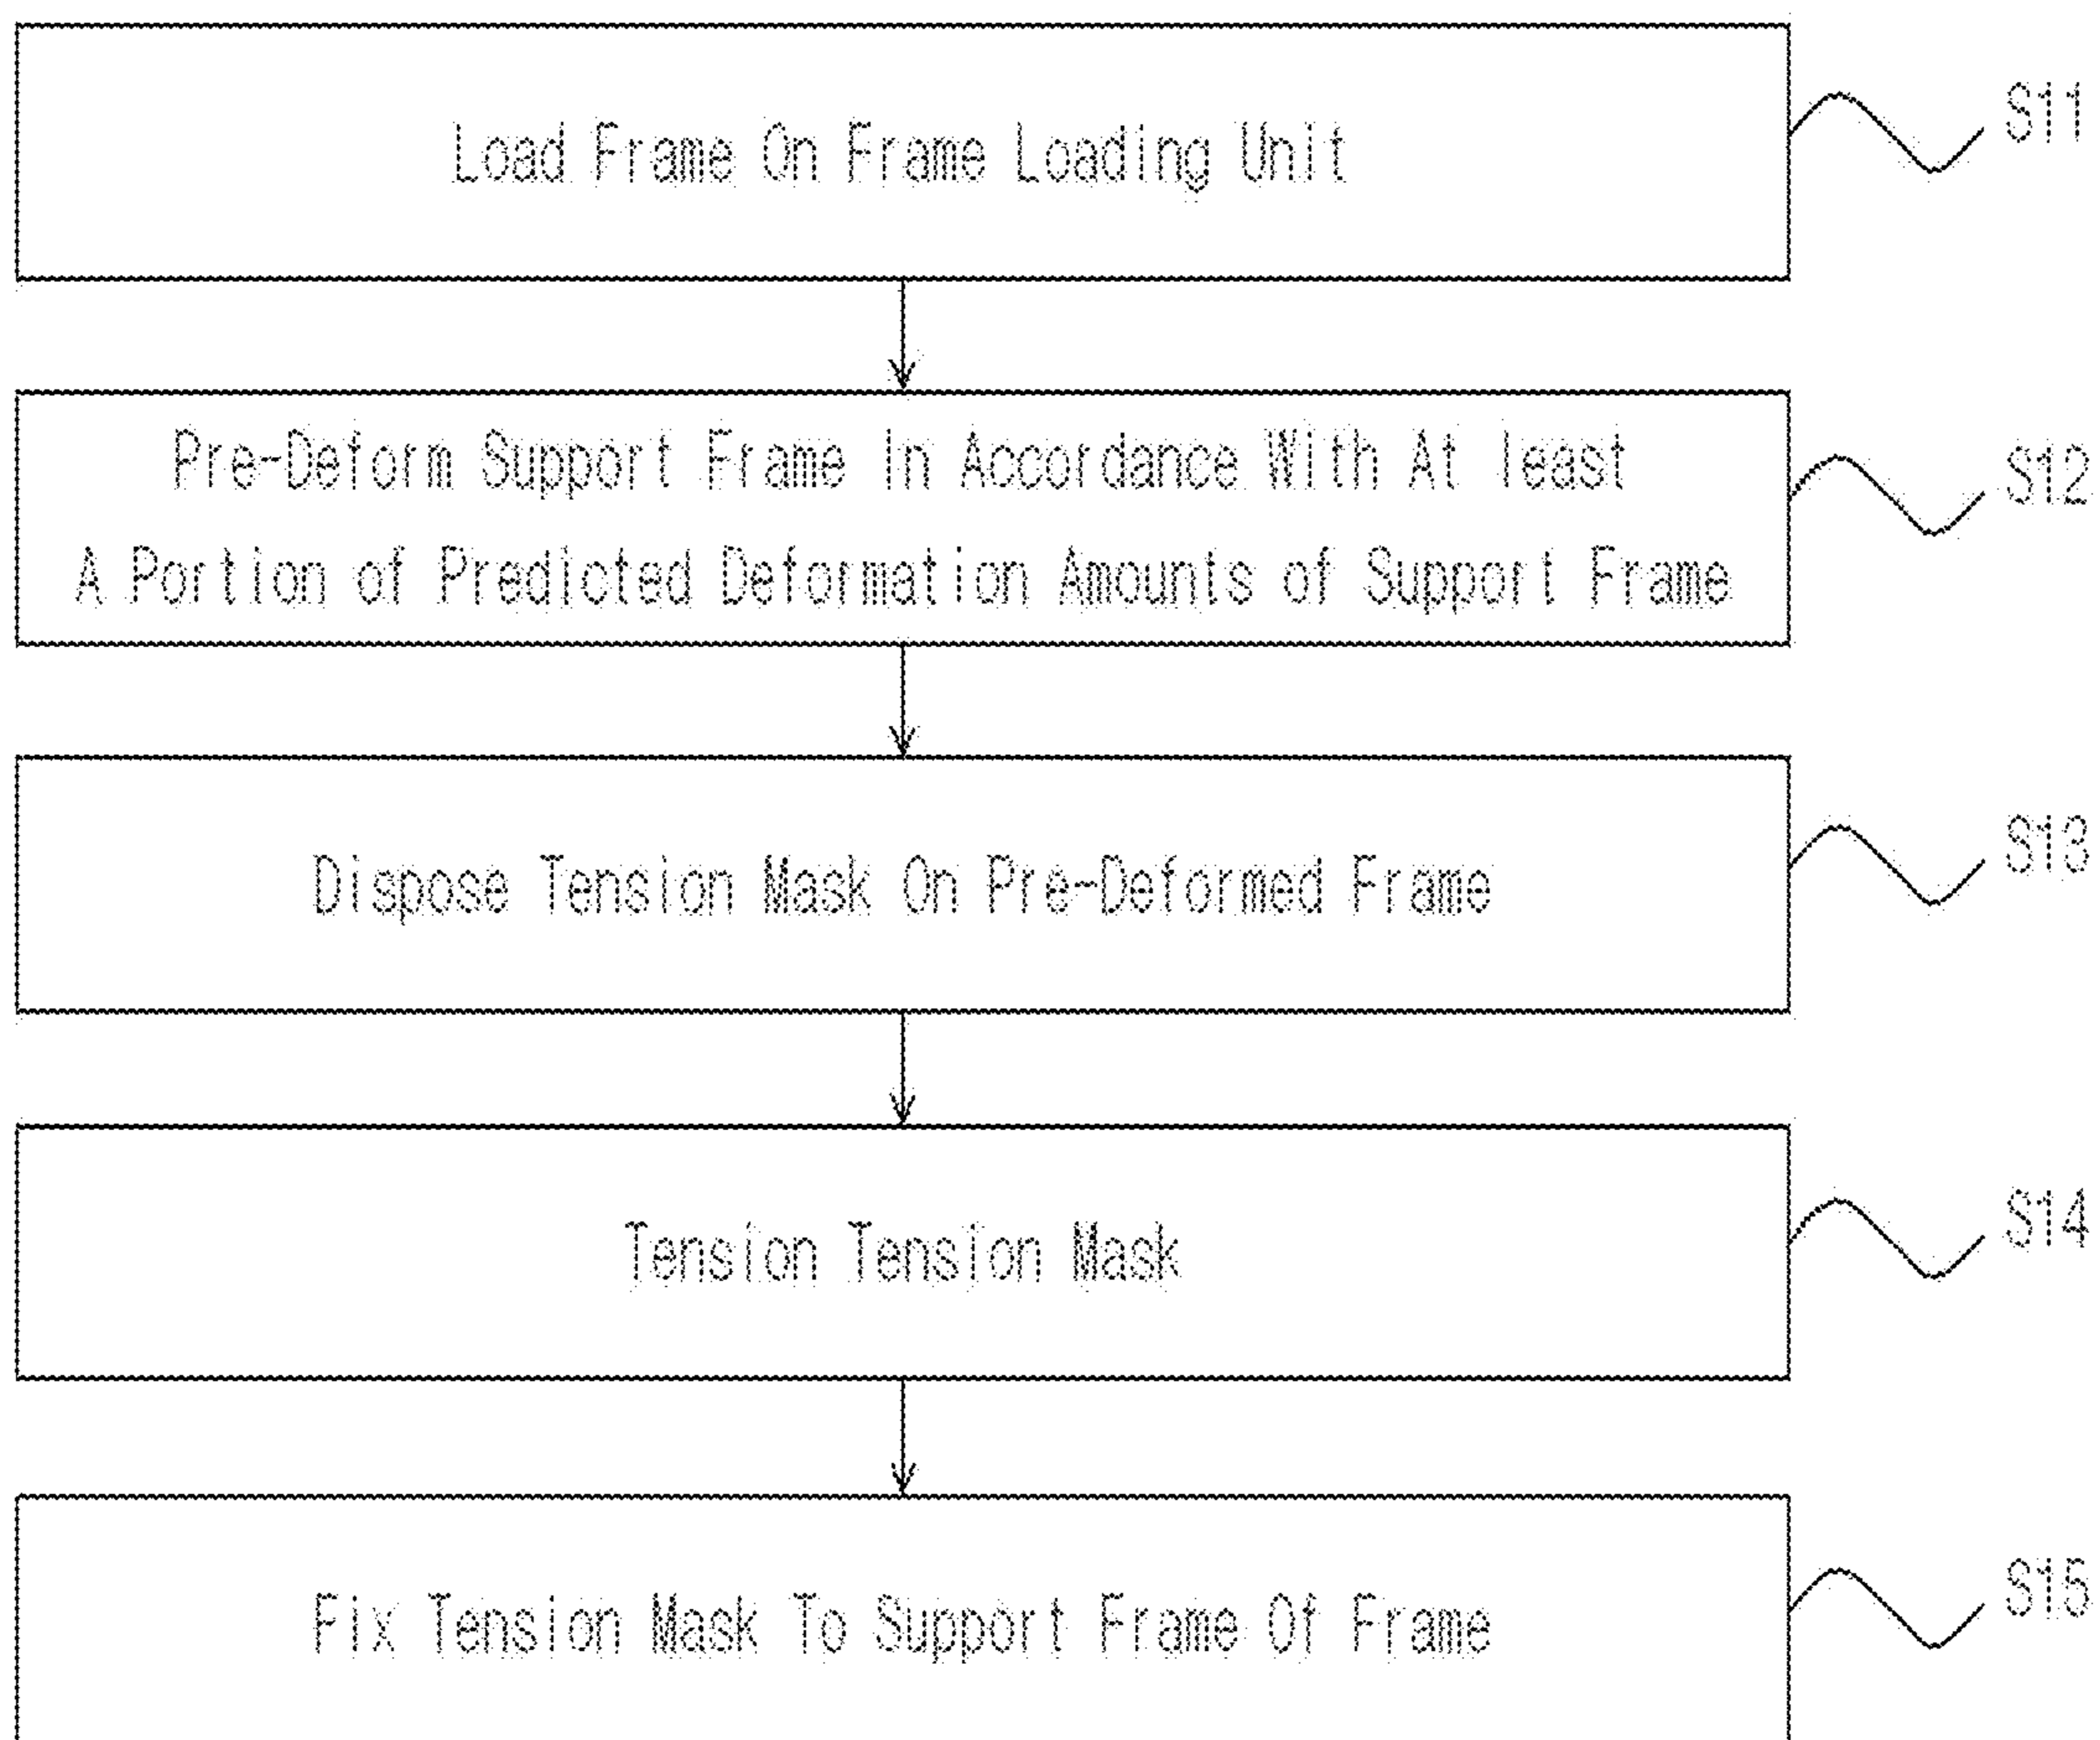 Load Frame On Frame Loading Unit
S11
Pre-Deform Support Frame In Accordance With At least
A Portion of Predicted Deformation Amounts of Support Frame
S12
Dispose Tension Mask On Pre-Deformed Frame
S13
Tension Tension Mask
S14
Fix Tension Mask To Support Frame Of Frame
S15